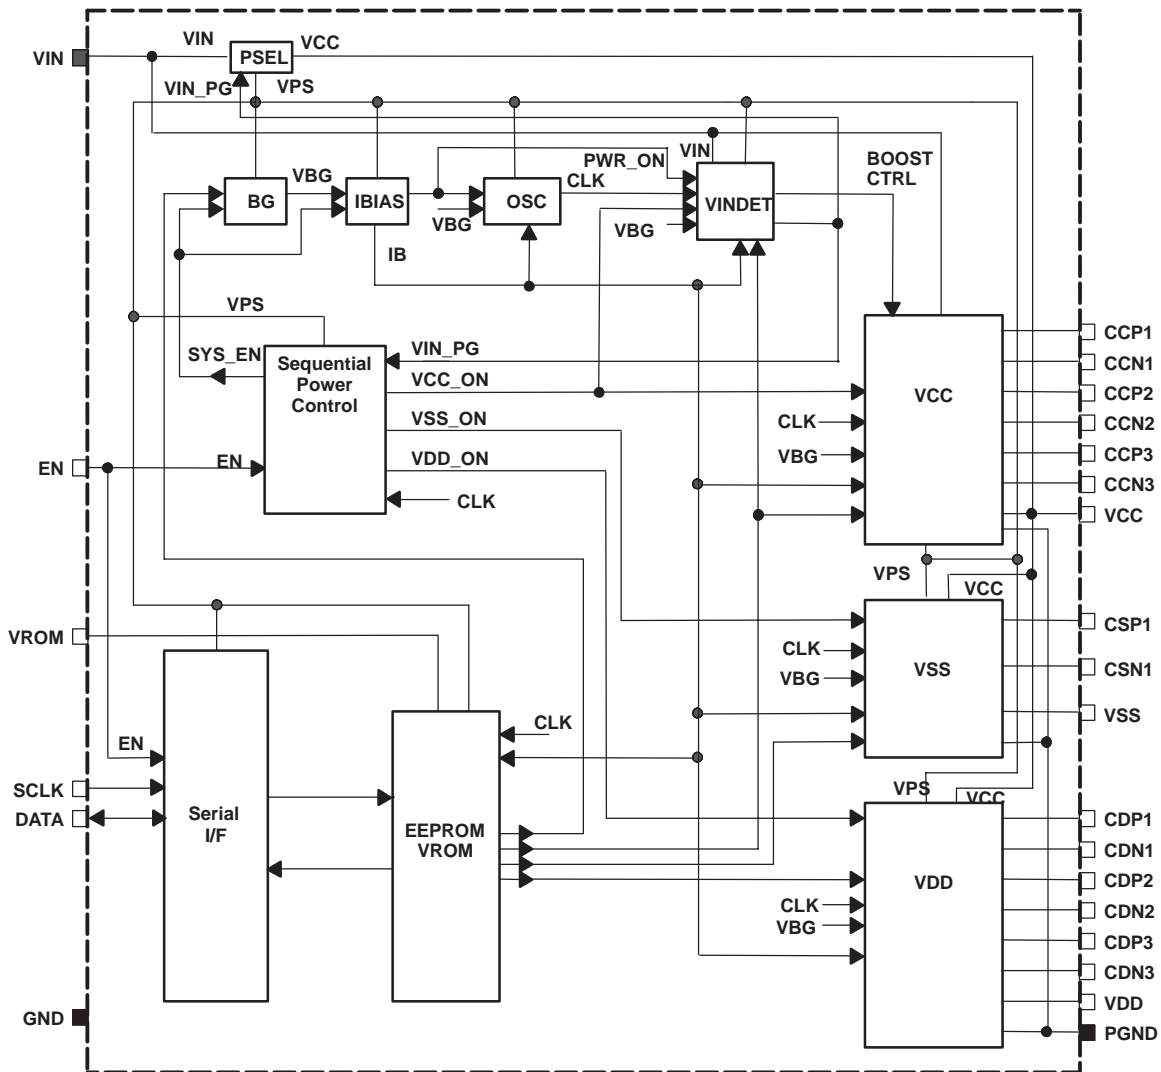 VIN
VIN
PSEL
VCC
VIN_PG
VPS
BG
VBG
IBIAS
VBG
OSC
CLK
PWR_ON
VIN
VBG
VINDET
BOOST
CTRL
IB
VPS
SYS_EN
Sequential
Power
Control
VIN_PG
VCC_ON
VSS_ON
VDD_ON
CLK
EN
EN
VCC
CLK
VBG
CCP1
CCN1
CCP2
CCN2
CCP3
CCN3
VCC
VPS
VCC
VROM
CLK
VBG
VSS
CSP1
CSN1
VSS
EN
SCLK
DATA
Serial
I/F
CLK
EEPROM
VROM
VPS
VCC
VDD
CLK
VBG
CDP1
CDN1
CDP2
CDN2
CDP3
CDN3
VDD
PGND
GND